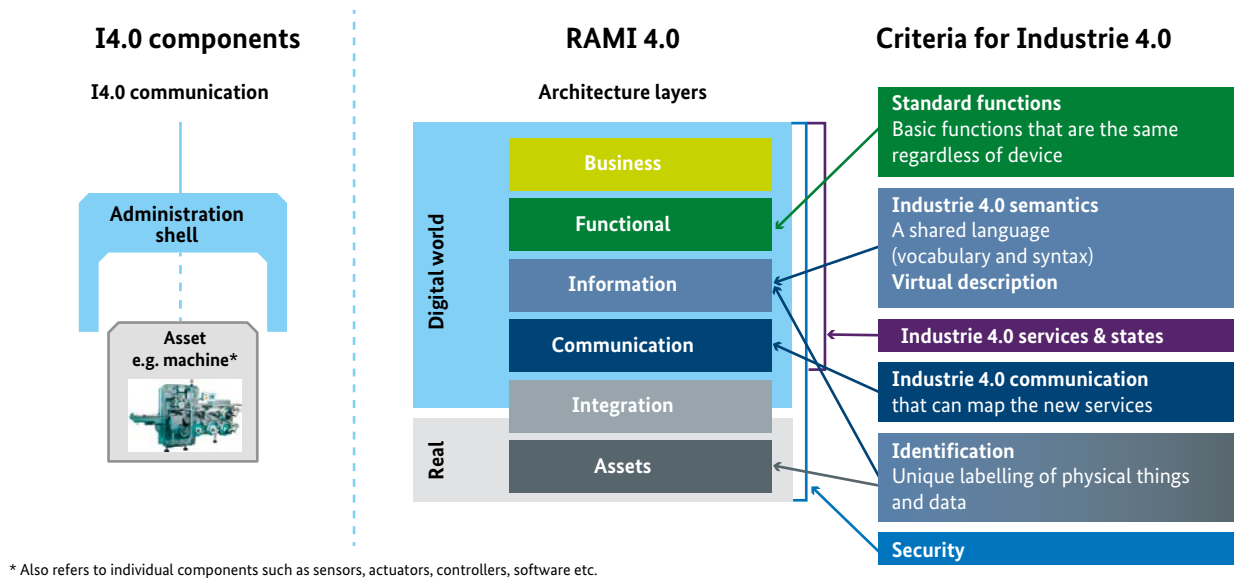 I4.0 components
I4.0 communication
Administration
shell
Asset
e.g. machine*
RAMI 4.0
Architecture layers
Digital world
Business
Functional
Information
Communication
Integration
Real
Assets
Criteria for Industrie 4.0
Standard functions
Basic functions that are the same
regardless of device
Industrie 4.0 semantics
A shared language
(vocabulary and syntax)
Virtual description
Industrie 4.0 services & states
Industrie 4.0 communication
that can map the new services
Identification
Unique labelling of physical things
and data
Security
* Also refers to individual components such as sensors, actuators, controllers, software etc.